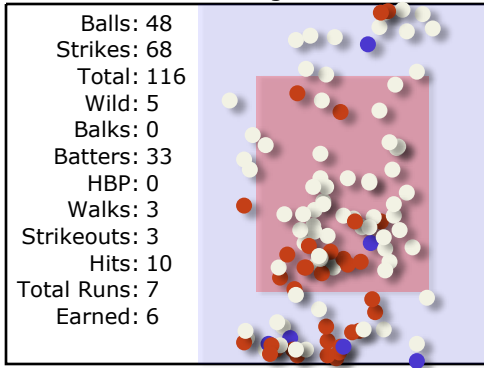 Balls: 48
Strikes: 68
Total: 116
Wild: 5
Balks: 0
Batters: 33
HBP: 0
Walks: 3
Strikeouts: 3
Hits: 10
Total Runs: 7
Earned: 6